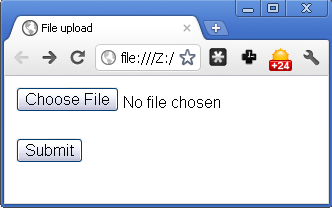 File upload
file:///Z:/
+24
Choose File No file chosen
Submit